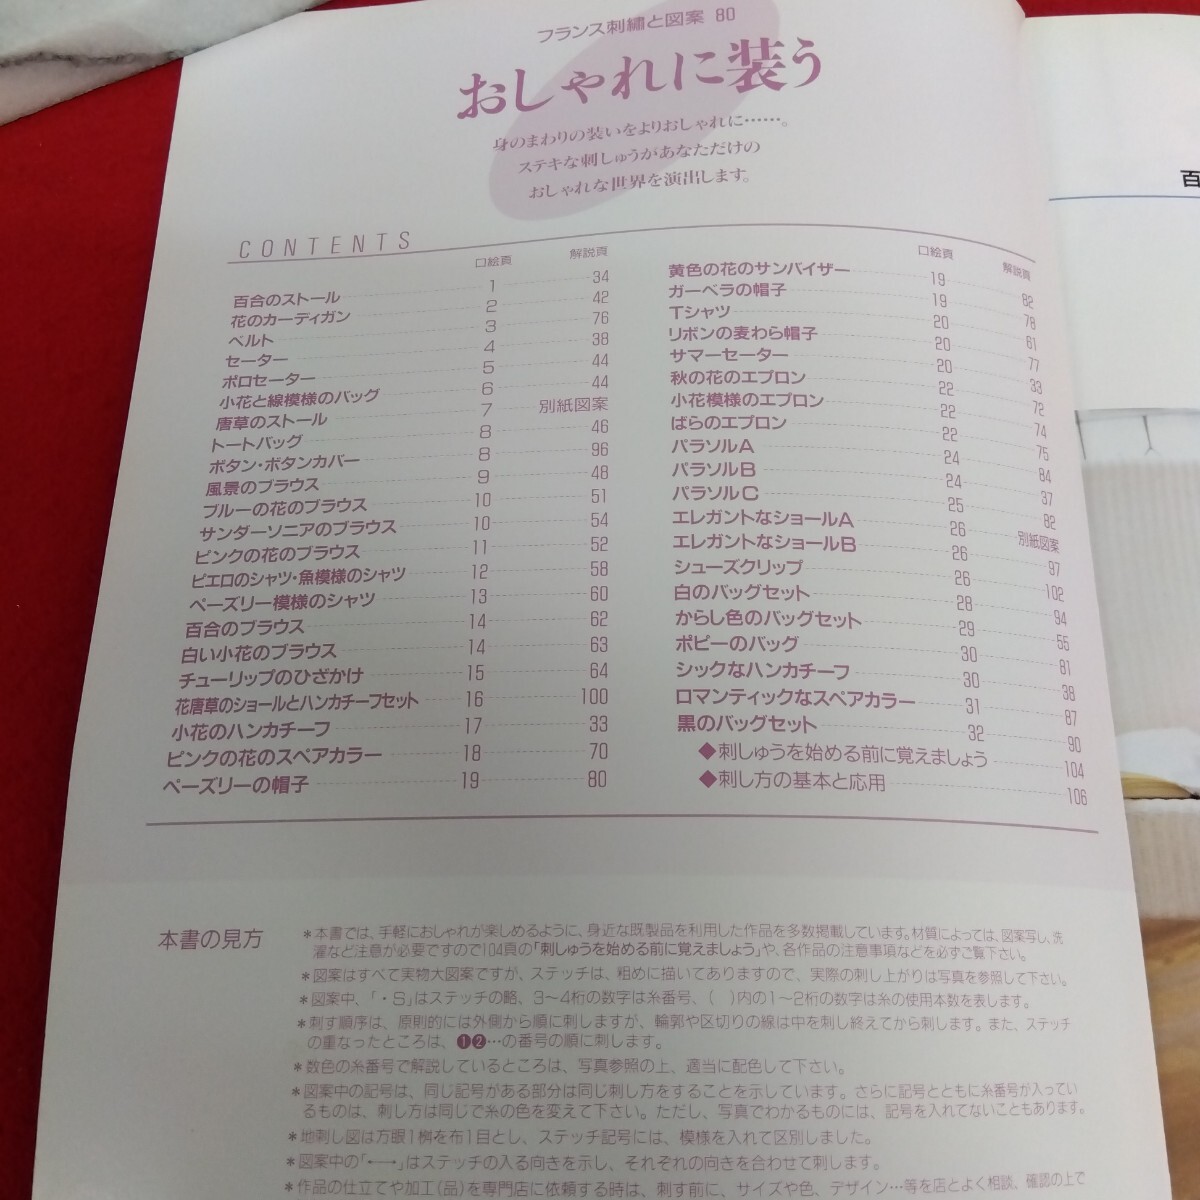 フランス刺繍と図案 80
おしゃれに装う
身のまわりの装いをよりおしゃれに……。
ステキな刺しゅうがあなただけの
おしゃれな世界を演出します。
CONTENTS
口絵頁 解説頁
百合のストール 1 34
花のカーディガン 2 42
ベルト 3 76
セーター 4 38
ポロセーター 5 44
小花と線模様のバッグ 6 44
唐草のストール 7 別紙図案
トートバッグ 8 46
ボタン・ボタンカバー 8 96
風景のブラウス 9 48
ブルーの花のブラウス 10 51
サンダーソニアのブラウス 10 54
ピンクの花のブラウス 11 52
ピエロのシャツ・魚模様のシャツ 12 58
ペーズリー模様のシャツ 13 60
百合のブラウス 14 62
白い小花のブラウス 14 63
チューリップのひざかけ 15 64
花唐草のショールとハンカチーフセット 16 100
小花のハンカチーフ 17 33
ピンクの花のスペアカラー 18 70
ペーズリーの帽子 19 80
口絵頁 解説頁
黄色の花のサンバイザー 19 82
ガーベラの帽子 19 78
Tシャツ 20 61
リボンの麦わら帽子 20 77
サマーセーター 20 33
秋の花のエプロン 22 72
小花模様のエプロン 22 74
ばらのエプロン 22 75
パラソルA 24 84
パラソルB 24 37
パラソルC 25 82
エレガントなショールA 26 別紙図案
エレガントなショールB 26 97
シューズクリップ 26 102
白のバッグセット 28 94
からし色のバッグセット 29 55
ポピーのバッグ 30 81
シックなハンカチーフ 30 38
ロマンティックなスペアカラー 31 87
黒のバッグセット 32 90
◆刺しゅうを始める前に覚えましょう 104
◆刺し方の基本と応用 106
本書の見方
＊本書では、手軽におしゃれが楽しめるように、身近な既製品を利用した作品を多数掲載しています。材質によっては、図案写し、洗
濯など注意が必要ですので104頁の「刺しゅうを始める前に覚えましょう」や、各作品の注意事項などを必ずご覧下さい。
＊図案はすべて実物大図案ですが、ステッチは、粗めに描いてありますので、実際の刺し上がりは写真を参照して下さい。
＊図案中、「・S」はステッチの略、3〜4桁の数字は糸番号、（ ）内の1〜2桁の数字は糸の使用本数を表します。
＊刺す順序は、原則的には外側から順に刺しますが、輪郭や区切りの線は中を刺し終えてから刺します。また、ステッチ
の重なったところは、❶❷…の番号の順に刺します。
＊数色の糸番号で解説しているところは、写真参照の上、適当に配色して下さい。
＊図案中の記号は、同じ記号がある部分は同じ刺し方をすることを示しています。さらに記号とともに糸番号が入ってい
るものは、刺し方は同じで糸の色を変えて下さい。ただし、写真でわかるものには、記号を入れてないこともあります。
＊地刺し図は方眼1桝を布1目とし、ステッチ記号には、模様を入れて区別しました。
＊図案中の「←→」はステッチの入る向きを示し、それぞれの向きを合わせて刺します。
＊作品の仕立てや加工(品)を専門店に依頼する時は、刺す前に、サイズや色、デザイン…等を店とよく相談、確認の上で
百